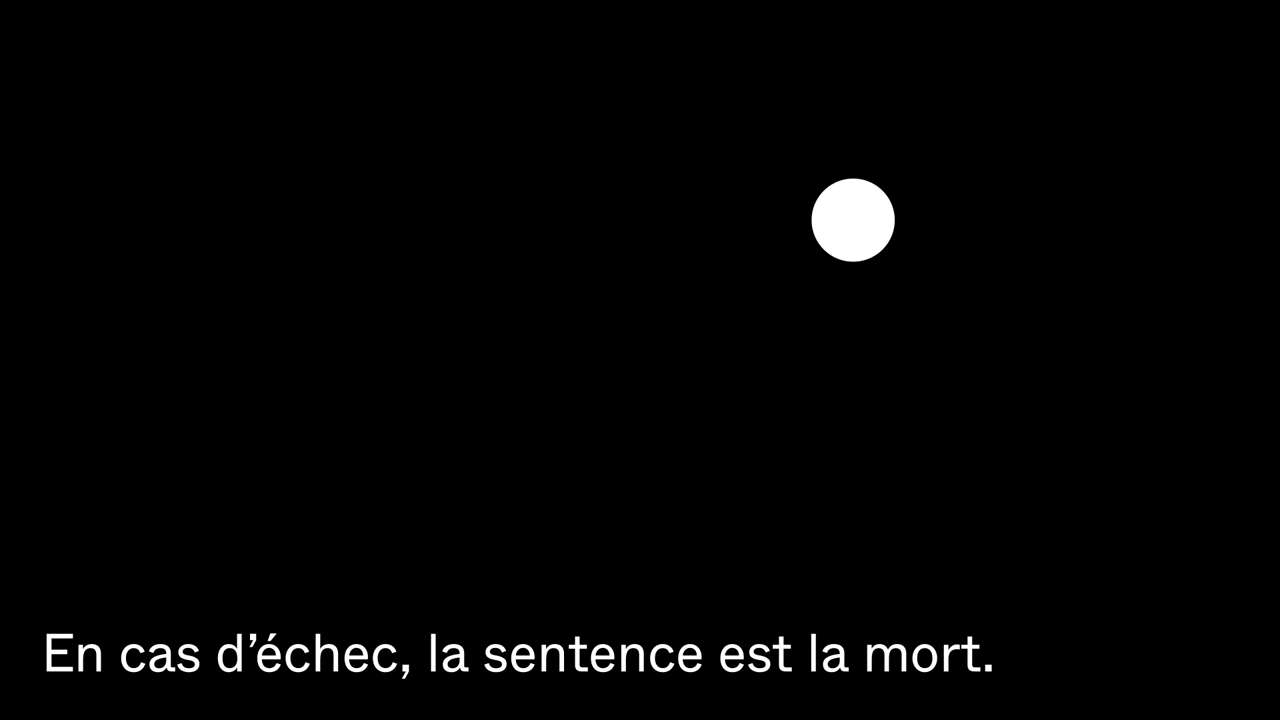 En cas d’échec, la sentence est la mort.